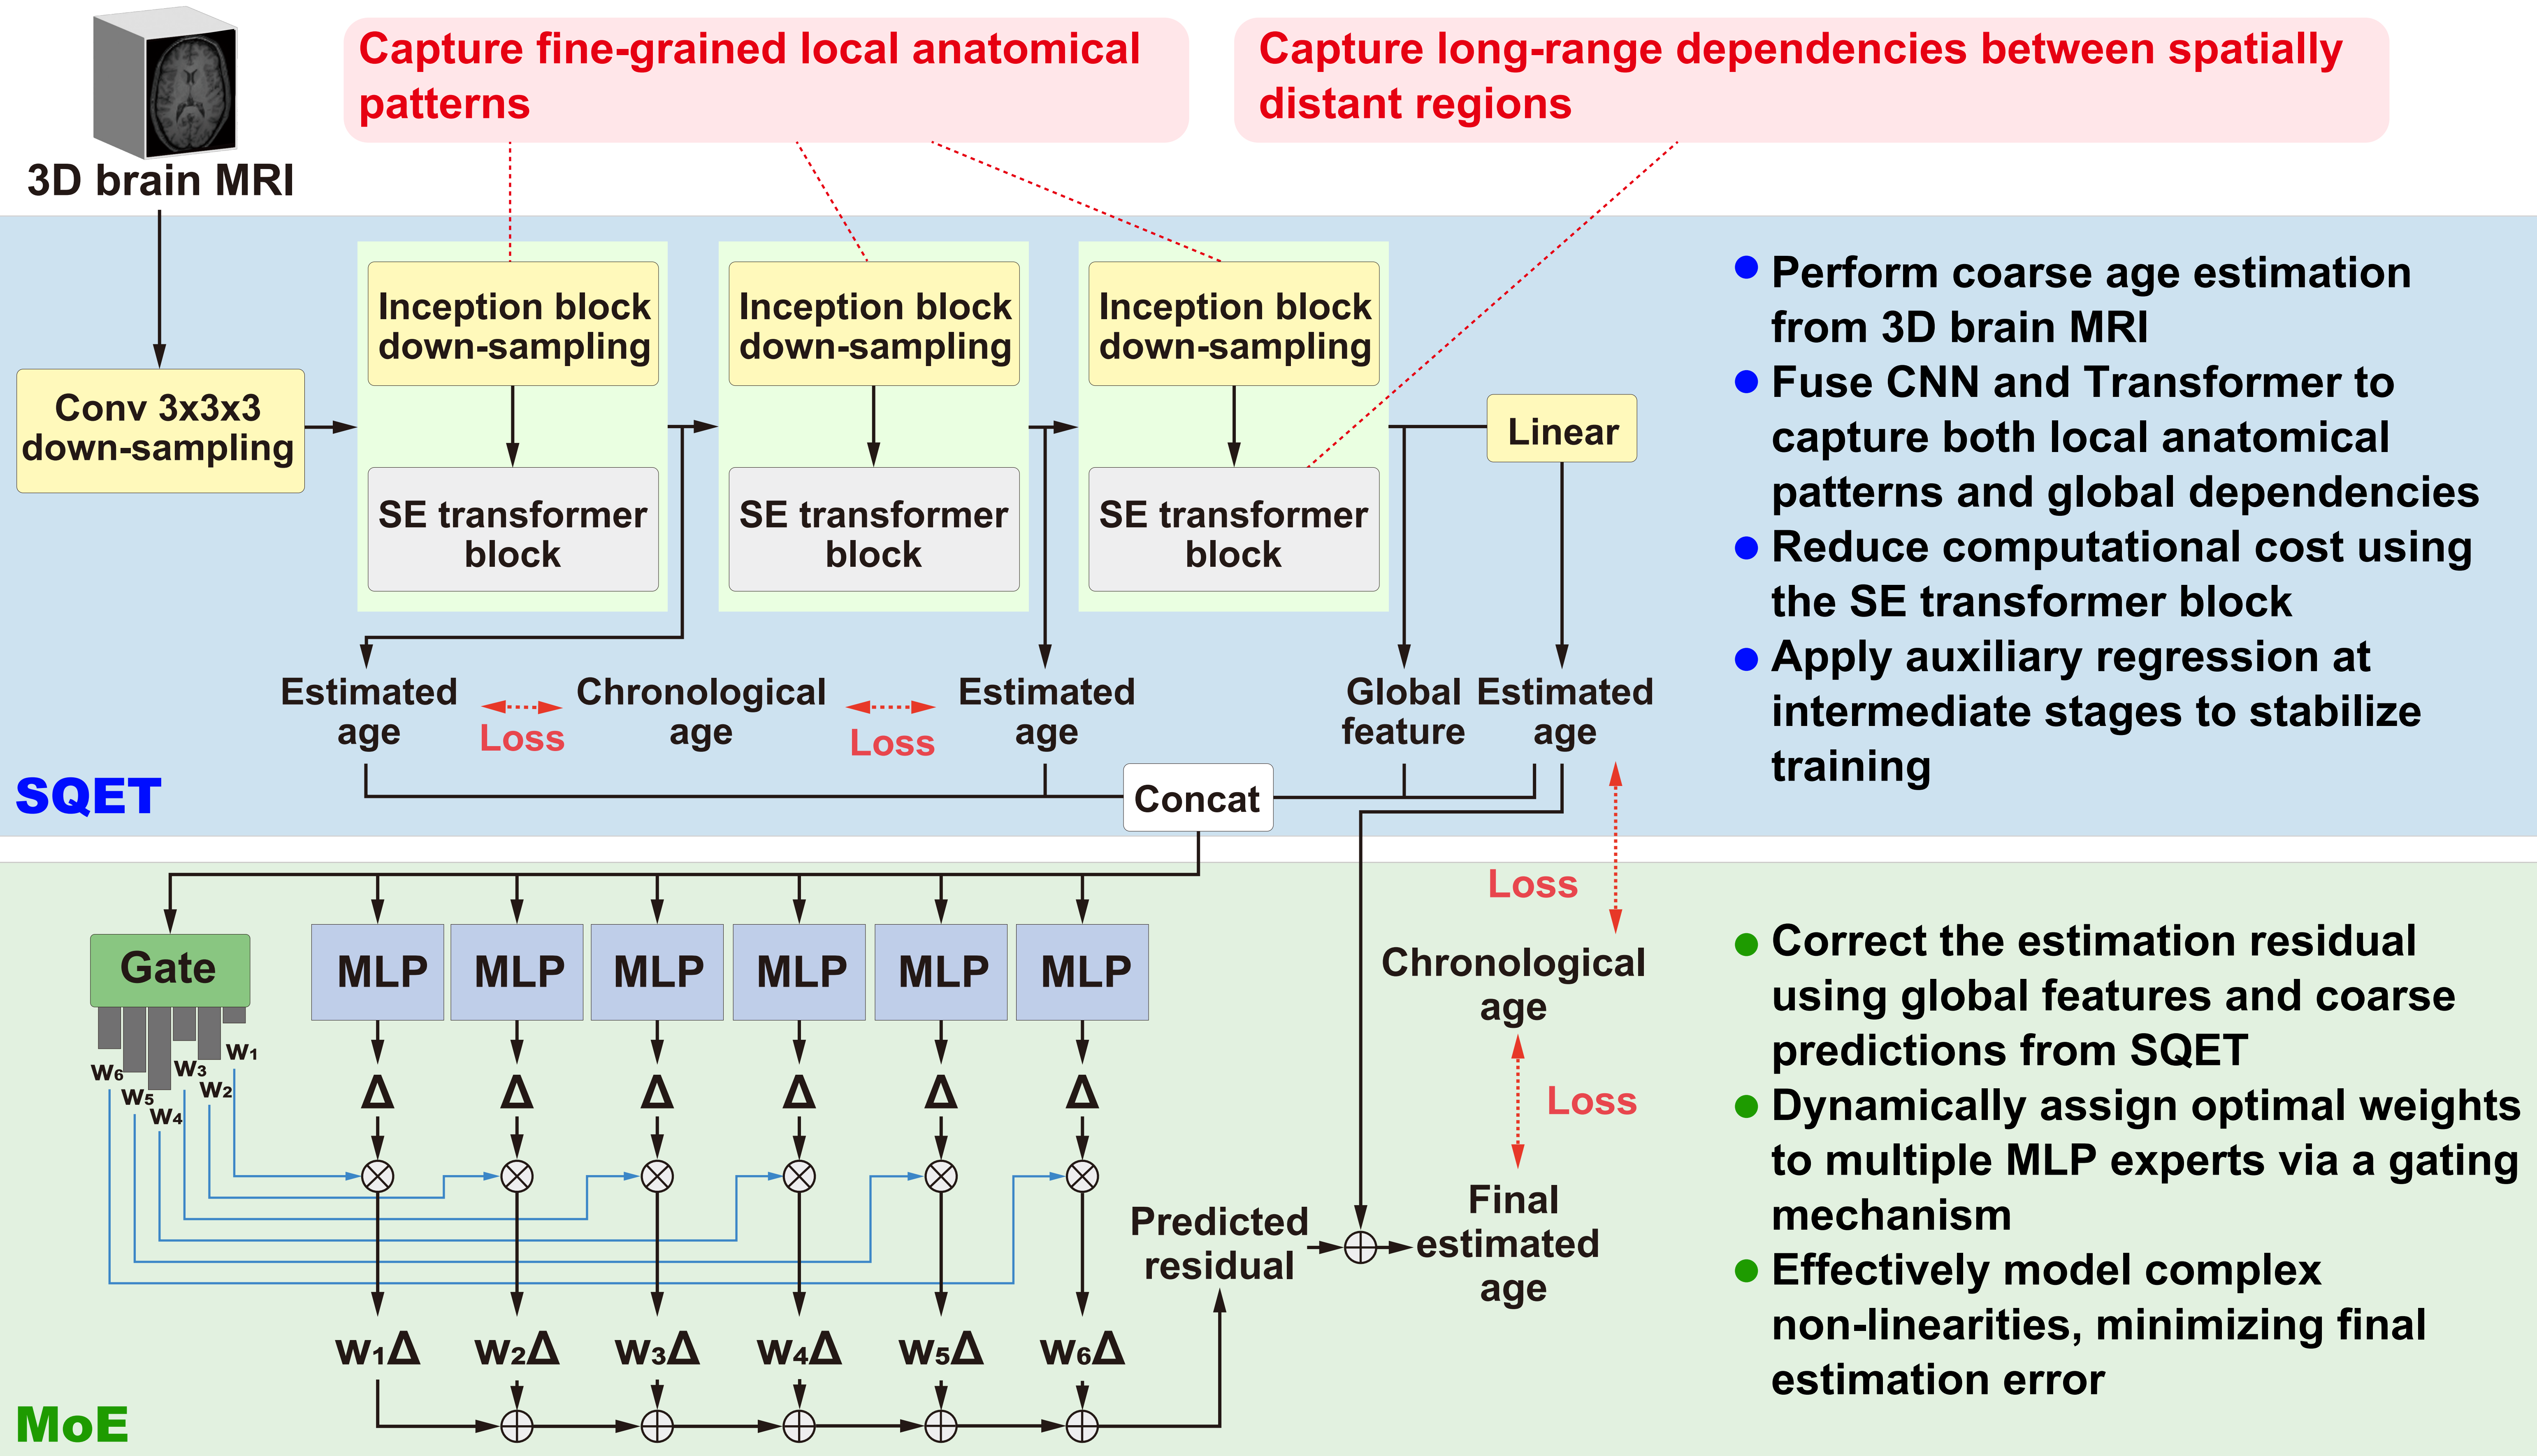 Capture fine-grained local anatomical
patterns
Capture long-range dependencies between spatially
distant regions
3D brain MRI
Conv 3x3x3
down-sampling
Inception block
down-sampling
SE transformer
block
Inception block
down-sampling
SE transformer
block
Inception block
down-sampling
SE transformer
block
Linear
Estimated
age
Loss
Chronological
age
Loss
Estimated
age
Global
feature
Estimated
age
Concat
SQET
Perform coarse age estimation
from 3D brain MRI
Fuse CNN and Transformer to
capture both local anatomical
patterns and global dependencies
Reduce computational cost using
the SE transformer block
Apply auxiliary regression at
intermediate stages to stabilize
training
Loss
Gate
MLP
MLP
MLP
MLP
MLP
MLP
w6
w5
w4
w3
w2
w1
Δ
Δ
Δ
Δ
Δ
Δ
w1Δ
w2Δ
w3Δ
w4Δ
w5Δ
w6Δ
Predicted
residual
Chronological
age
Loss
Final
estimated
age
MoE
Correct the estimation residual
using global features and coarse
predictions from SQET
Dynamically assign optimal weights
to multiple MLP experts via a gating
mechanism
Effectively model complex
non-linearities, minimizing final
estimation error